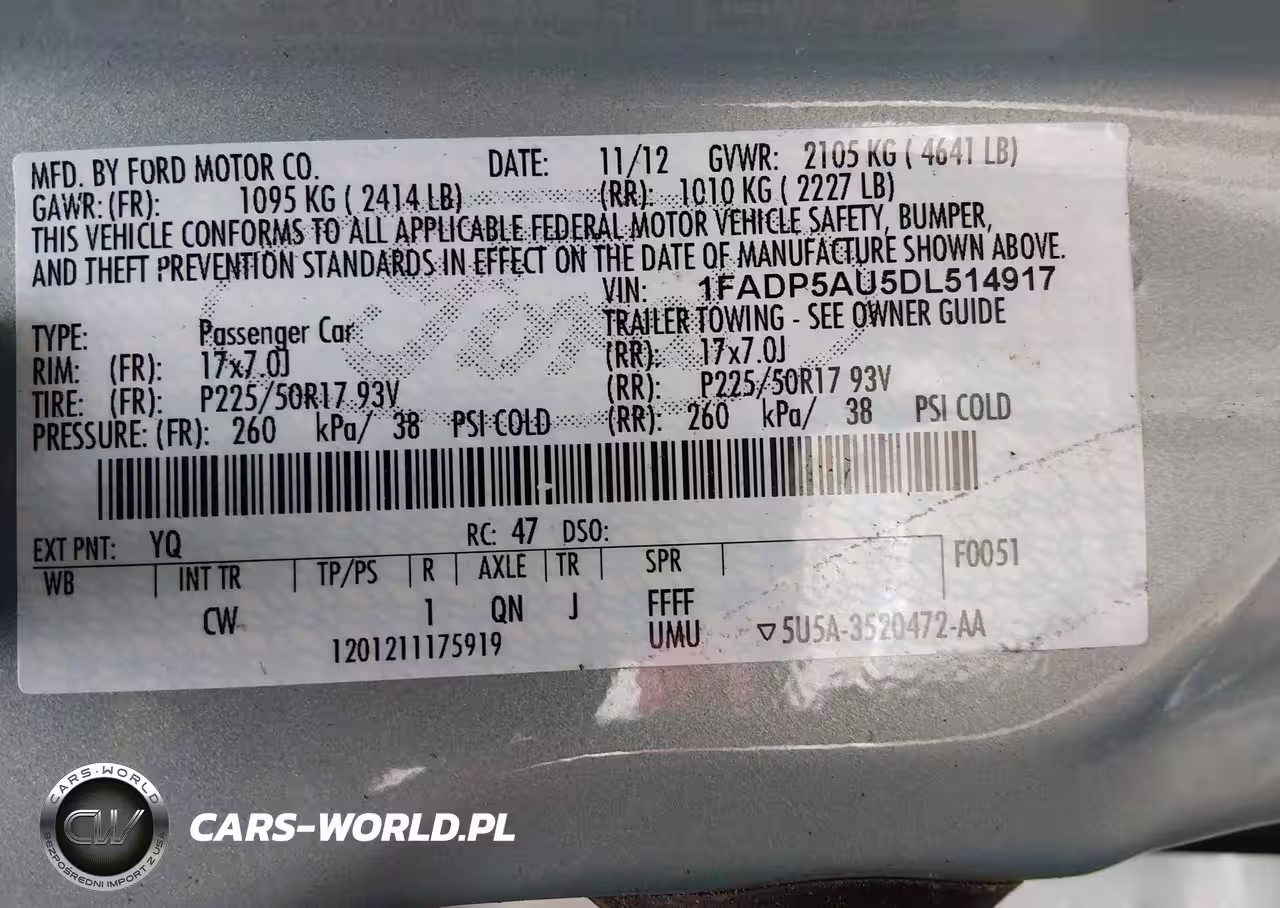 MFD. BY FORD MOTOR CO. DATE: 11/12 GVWR: 2105 KG ( 4641 LB)
GAWR: (FR): 1095 KG ( 2414 LB) (RR): 1010 KG ( 2227 LB)
THIS VEHICLE CONFORMS TO ALL APPLICABLE FEDERAL MOTOR VEHICLE SAFETY, BUMPER,
AND THEFT PREVENTION STANDARDS IN EFFECT ON THE DATE OF MANUFACTURE SHOWN ABOVE.
VIN: 1FADP5AU5DL514917
TYPE: Passenger Car TRAILER TOWING - SEE OWNER GUIDE
RIM: (FR): 17x7.0J (RR): 17x7.0J
TIRE: (FR): P225/50R17 93V (RR): P225/50R17 93V
PRESSURE: (FR): 260 kPa/ 38 PSI COLD (RR): 260 kPa/ 38 PSI COLD
EXT PNT: YQ RC: 47 DSO:
WB INT TR TP/PS R AXLE TR SPR F0051
CW 1 QN J FFFF
1201211175919 UMU ▽5U5A-3520472-AA
CARS-WORLD
CW
BEZPOŚREDNI IMPORT Z USA
CARS-WORLD.PL